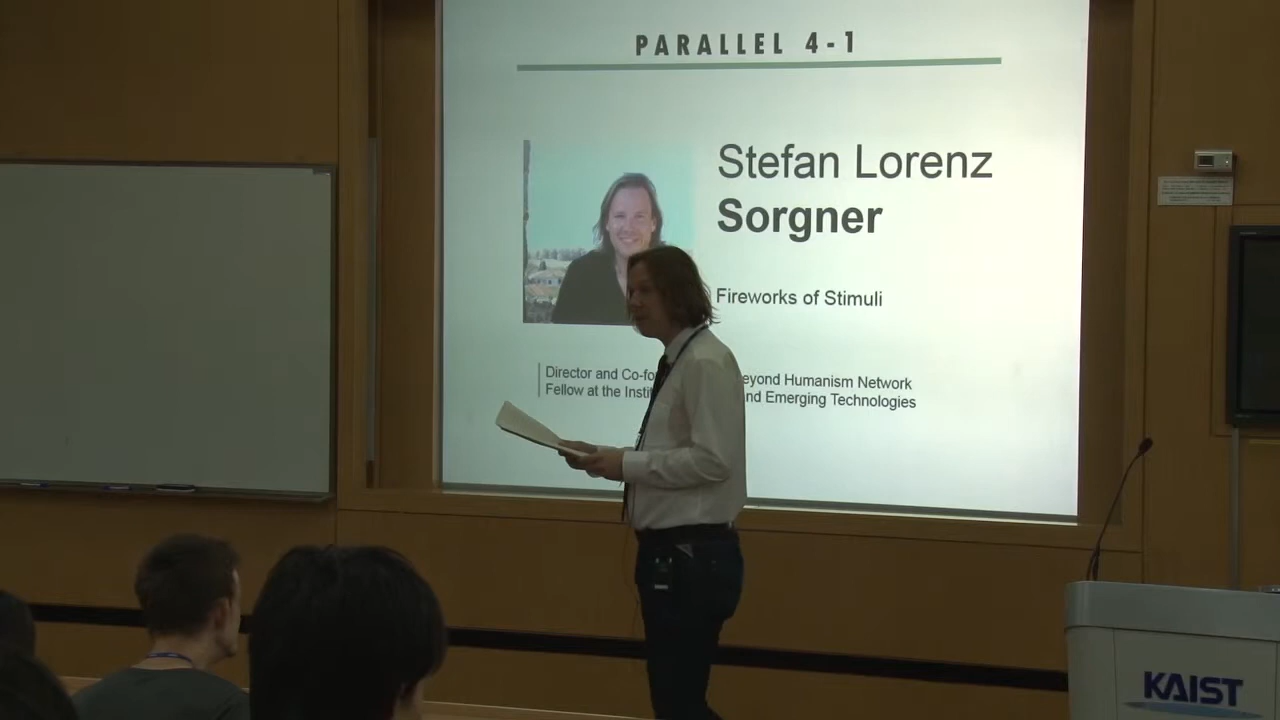 PARALLEL 4-1
Stefan Lorenz
Sorgner
Fireworks of Stimuli
Director and Co-fo eyond Humanism Network
Fellow at the Instit nd Emerging Technologies
KAIST